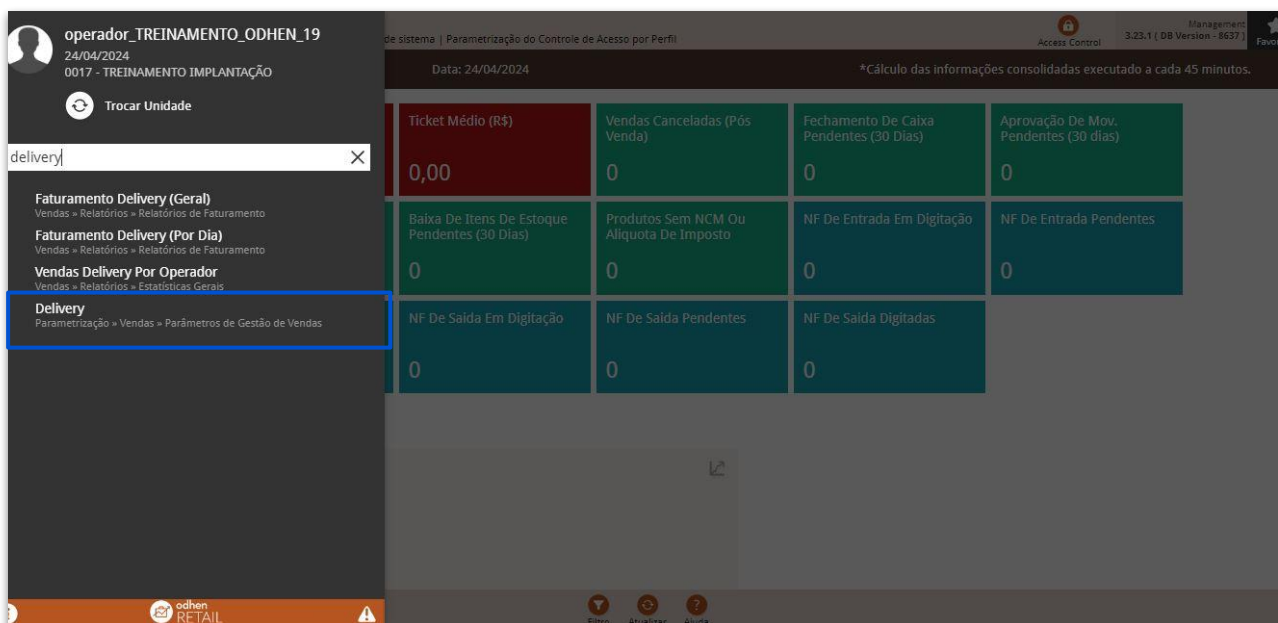 operador_TREINAMENTO_ODHEN_19
24/04/2024
0017 - TREINAMENTO IMPLANTAÇÃO
Trocar Unidade
delivery
Faturamento Delivery (Geral)
Vendas » Relatórios » Relatórios de Faturamento
Faturamento Delivery (Por Dia)
Vendas » Relatórios » Relatórios de Faturamento
Vendas Delivery Por Operador
Vendas » Relatórios » Estatísticas Gerais
Delivery
Parametrização » Vendas » Parâmetros de Gestão de Vendas
odhen
RETAIL
de sistema | Parametrização do Controle de Acesso por Perfil
Access Control
Management
3.23.1 ( DB Version - 8637 )
Favo
Data: 24/04/2024
*Cálculo das informações consolidadas executado a cada 45 minutos.
Ticket Médio (R$)
0,00
Vendas Canceladas (Pós
Venda)
0
Fechamento De Caixa
Pendentes (30 Dias)
0
Aprovação De Mov.
Pendentes (30 dias)
0
Baixa De Itens De Estoque
Pendentes (30 Dias)
0
Produtos Sem NCM Ou
Aliquota De Imposto
0
NF De Entrada Em Digitação
0
NF De Entrada Pendentes
0
NF De Saida Em Digitação
0
NF De Saida Pendentes
0
NF De Saida Digitadas
0
Filtro
Atualizar
Ajuda